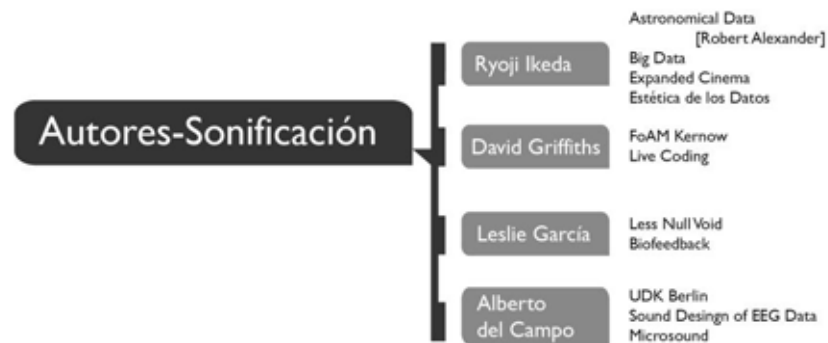 Autores-Sonificación
Ryoji Ikeda
Astronomical Data
[Robert Alexander]
Big Data
Expanded Cinema
Estética de los Datos
David Griffiths
FoAM Kernow
Live Coding
Leslie García
Less Null Void
Biofeedback
Alberto
del Campo
UDK Berlin
Sound Desingn of EEG Data
Microsound